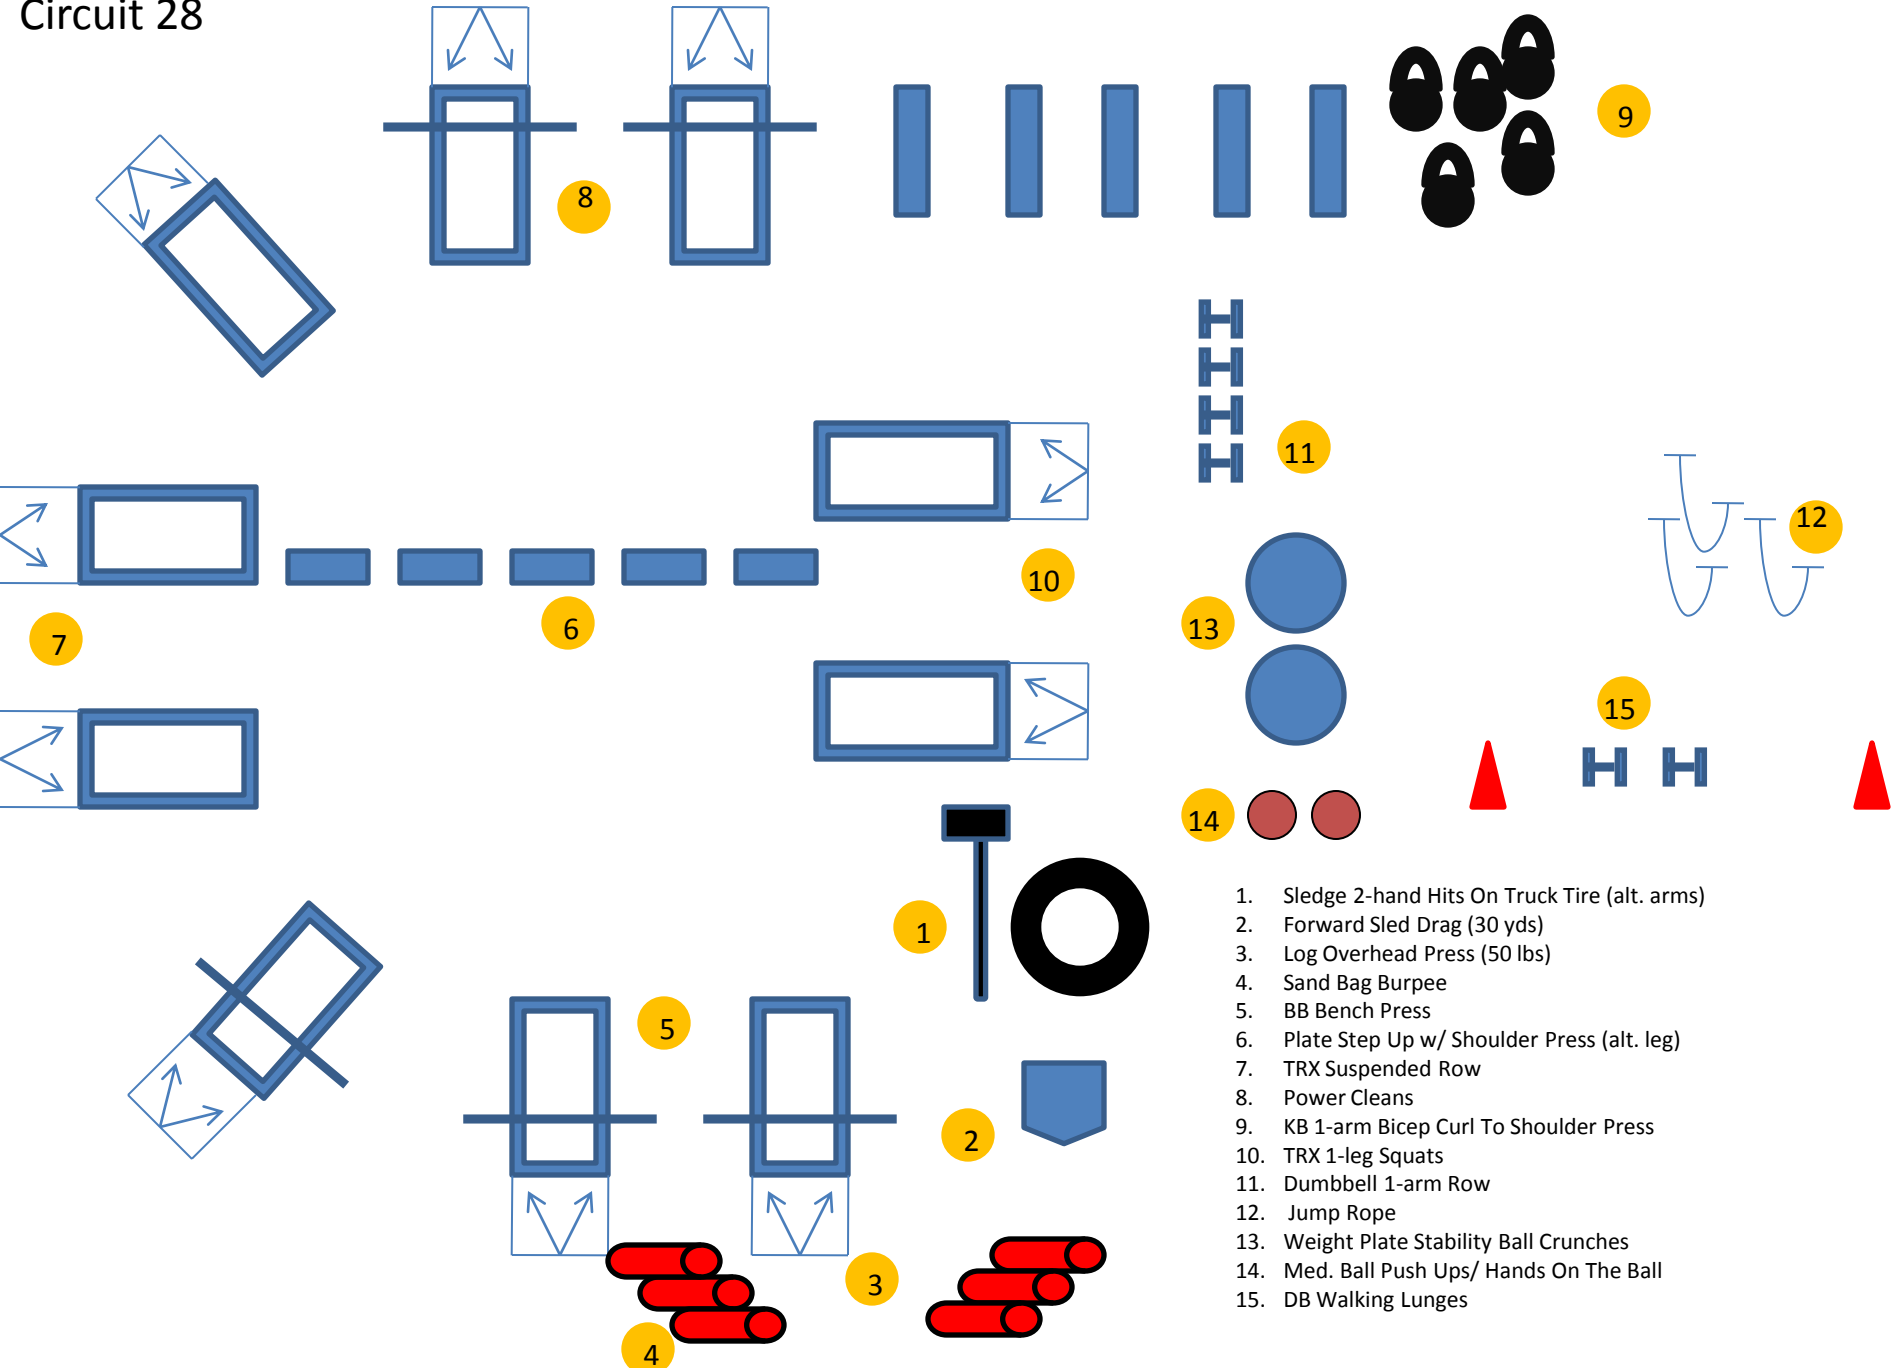 Circuit 28
8
9
11
12
10
6
13
7
15
14
1
5
2
3
4
1. Sledge 2-hand Hits On Truck Tire (alt. arms)
2. Forward Sled Drag (30 yds)
3. Log Overhead Press (50 lbs)
4. Sand Bag Burpee
5. BB Bench Press
6. Plate Step Up w/ Shoulder Press (alt. leg)
7. TRX Suspended Row
8. Power Cleans
9. KB 1-arm Bicep Curl To Shoulder Press
10. TRX 1-leg Squats
11. Dumbbell 1-arm Row
12. Jump Rope
13. Weight Plate Stability Ball Crunches
14. Med. Ball Push Ups/ Hands On The Ball
15. DB Walking Lunges